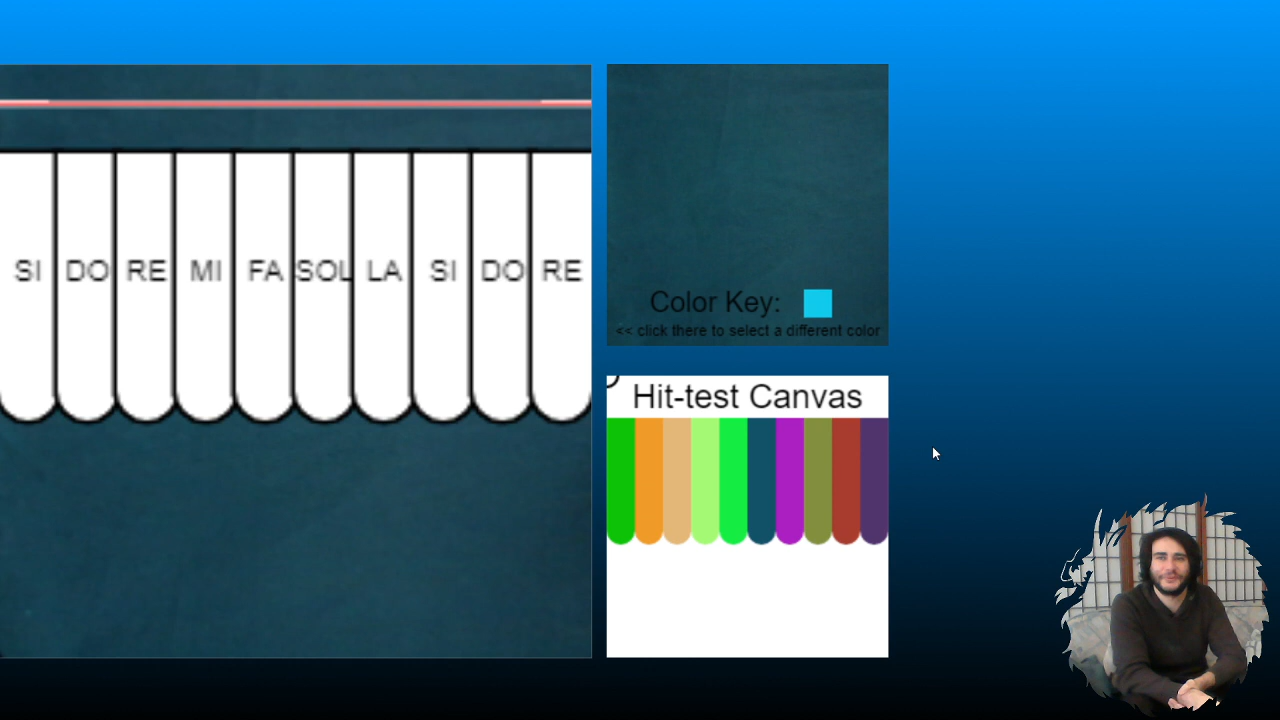 SI DO RE MI FA SOL LA SI DO RE
Color Key:
<< click there to select a different color
Hit-test Canvas